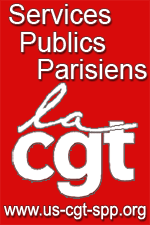 Services
Publics
Parisiens
la
cgt
www.us-cgt-spp.org